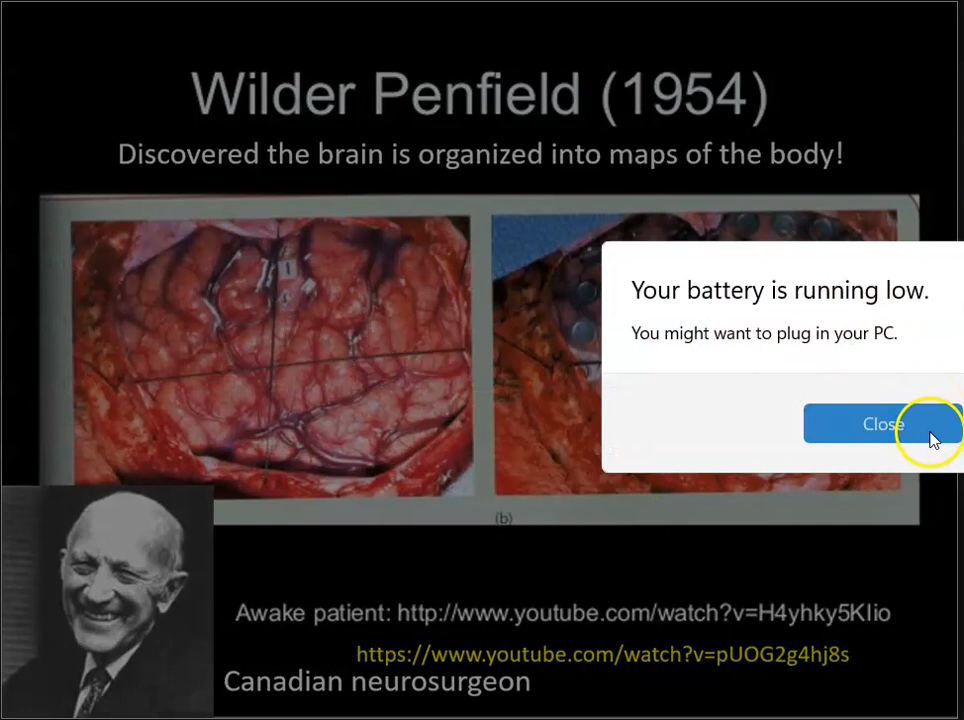 Wilder Penfield (1954)
Discovered the brain is organized into maps of the body!
Your battery is running low.
You might want to plug in your PC.
Close
(b)
Awake patient: http://www.youtube.com/watch?v=H4yhky5KIio
https://www.youtube.com/watch?v=pUOG2g4hj8s
Canadian neurosurgeon